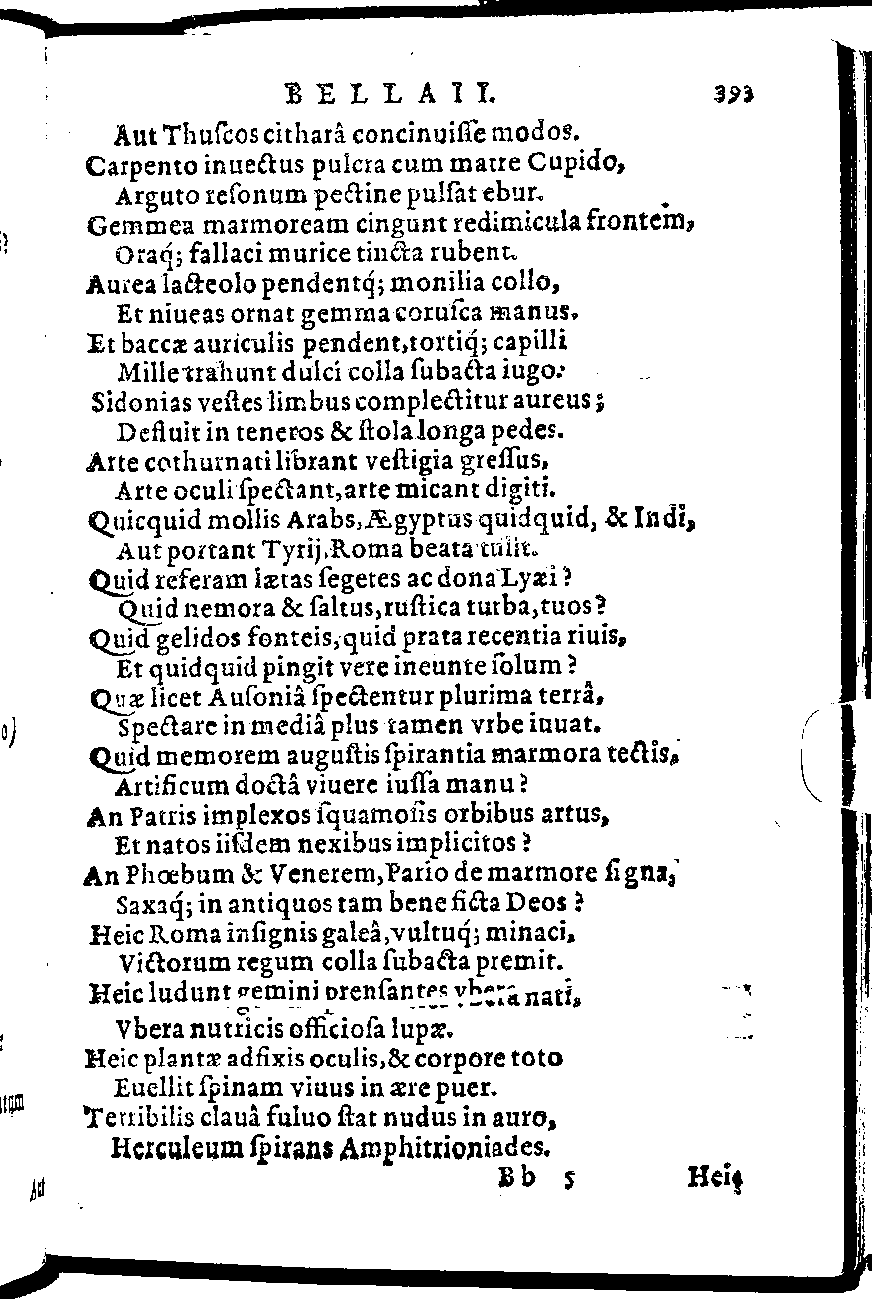 BELLAII. 393
Aut Thuſcos citharâ concinuiſſe modos.
Carpento inuectus pulcra cum matre Cupido,
Arguto reſonum pectine pulſat ebur.
Gemmea marmoream cingunt redimicula frontem,
Oraq́; fallaci murice tincta rubent.
Aurea lacteolo pendentq́; monilia collo,
Et niueas ornat gemma coruſca manus.
Et baccæ auriculis pendent, tortiq́; capilli
Mille trahunt dulci colla ſubacta iugo.
Sidonias veſtes limbus complectitur aureus;
Defluit in teneros & ſtola longa pedes.
Arte cothurnati librant veſtigia greſſus,
Arte oculi ſpectant, arte micant digiti.
Quicquid mollis Arabs, Ægyptus quidquid, & Indi,
Aut portant Tyrij, Roma beata tulit.
Quid referam lætas ſegetes ac dona Lyæi?
Quid nemora & ſaltus, ruſtica turba, tuos?
Quid gelidos fonteis, quid prata recentia riuis,
Et quidquid pingit vere ineunte ſolum?
Quæ licet Auſoniâ ſpectentur plurima terrâ,
Spectare in mediâ plus tamen vrbe iuuat.
Quid memorem auguſtis ſpirantia marmora tectis,
Artificum doctâ viuere iuſſa manu?
An Patris implexos ſquamoſis orbibus artus,
Et natos iiſdem nexibus implicitos?
An Phœbum & Venerem, Pario de marmore ſigna,
Saxaq́; in antiquos tam bene ficta Deos?
Heic Roma inſignis galeâ, vultuq́; minaci,
Victorum regum colla ſubacta premit.
Heic ludunt gemini prenſantes vbera nati,
Vbera nutricis officioſa lupæ.
Heic plantæ adfixis oculis, & corpore toto
Euellit ſpinam viuus in ære puer.
Terribilis clauâ fuluo ſtat nudus in auro,
Herculeum ſpirans Amphitrioniades.
Bb 5 Heic